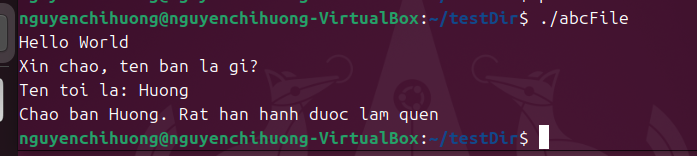 nguyenchihuong@nguyenchihuong-VirtualBox:~/testDir$ ./abcFile
Hello World
Xin chao, ten ban la gi?
Ten toi la: Huong
Chao ban Huong. Rat han hanh duoc lam quen
nguyenchihuong@nguyenchihuong-VirtualBox:~/testDir$